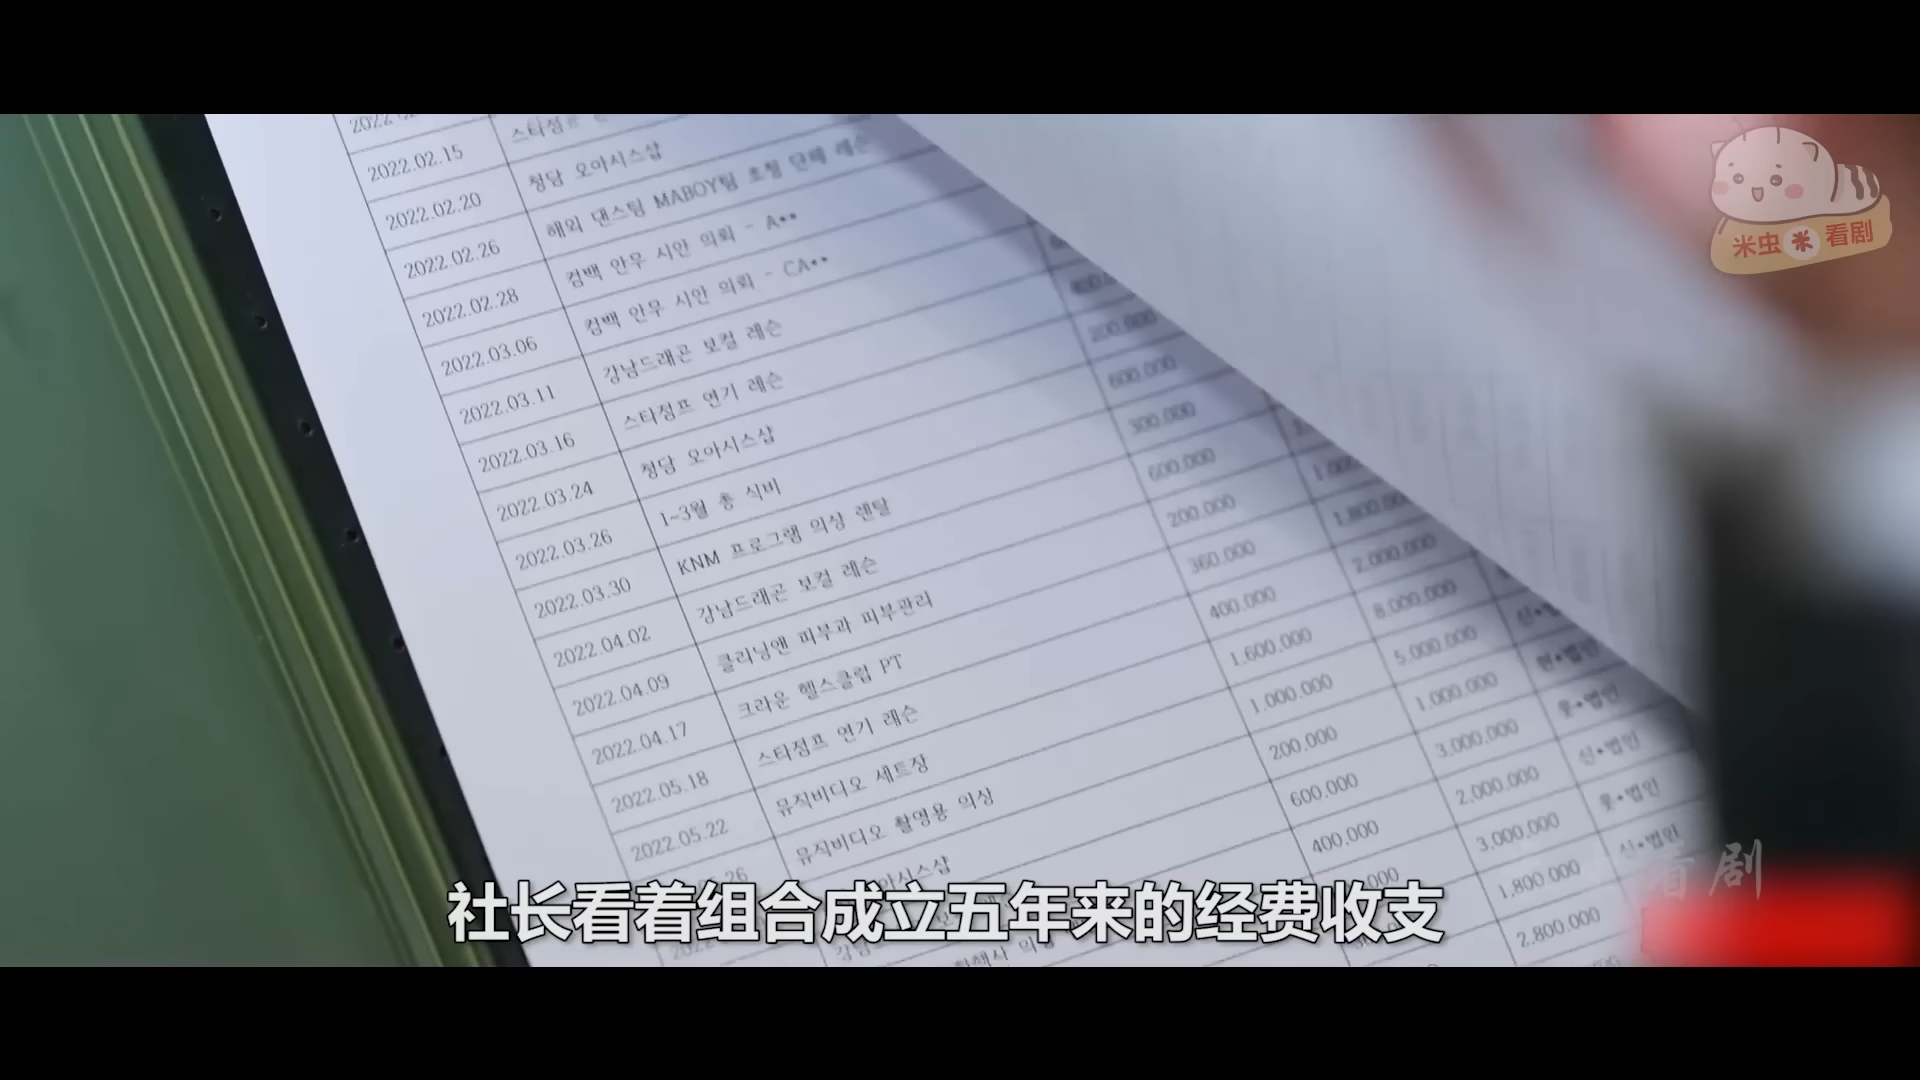 米虫米看剧
2022.02.15
2022.02.20 청담 오아시스샵
2022.02.26 해외 댄스팀 MABOY팀 초청 단체 레슨
2022.02.28 컴백 안무 시안 의뢰 - A**
2022.03.06 컴백 안무 시안 의뢰 - CA**
2022.03.11 강남드래곤 보컬 레슨
2022.03.16 스타점프 연기 레슨
2022.03.24 청담 오아시스샵 200.000
2022.03.26 1~3월 총 식비 600.000
2022.03.30 KNM 프로그램 의상 렌탈 300.000
2022.04.02 강남드래곤 보컬 레슨 600.000
2022.04.09 클리닝앤 피부과 피부관리 200.000
2022.04.17 크라운 헬스클럽 PT 360.000 1.800.000
2022.05.18 스타점프 연기 레슨 400.000 2.000.000
2022.05.22 뮤직비디오 세트장 1.600.000 8.000.000
뮤직비디오 촬영용 의상 1.000.000 5.000.000
200.000 1.000.000
600.000 3.000.000 신•법인
400.000 2.000.000
3.000.000 신•법인
1.800.000
2.800.000
看剧
社长看着组合成立五年来的经费收支